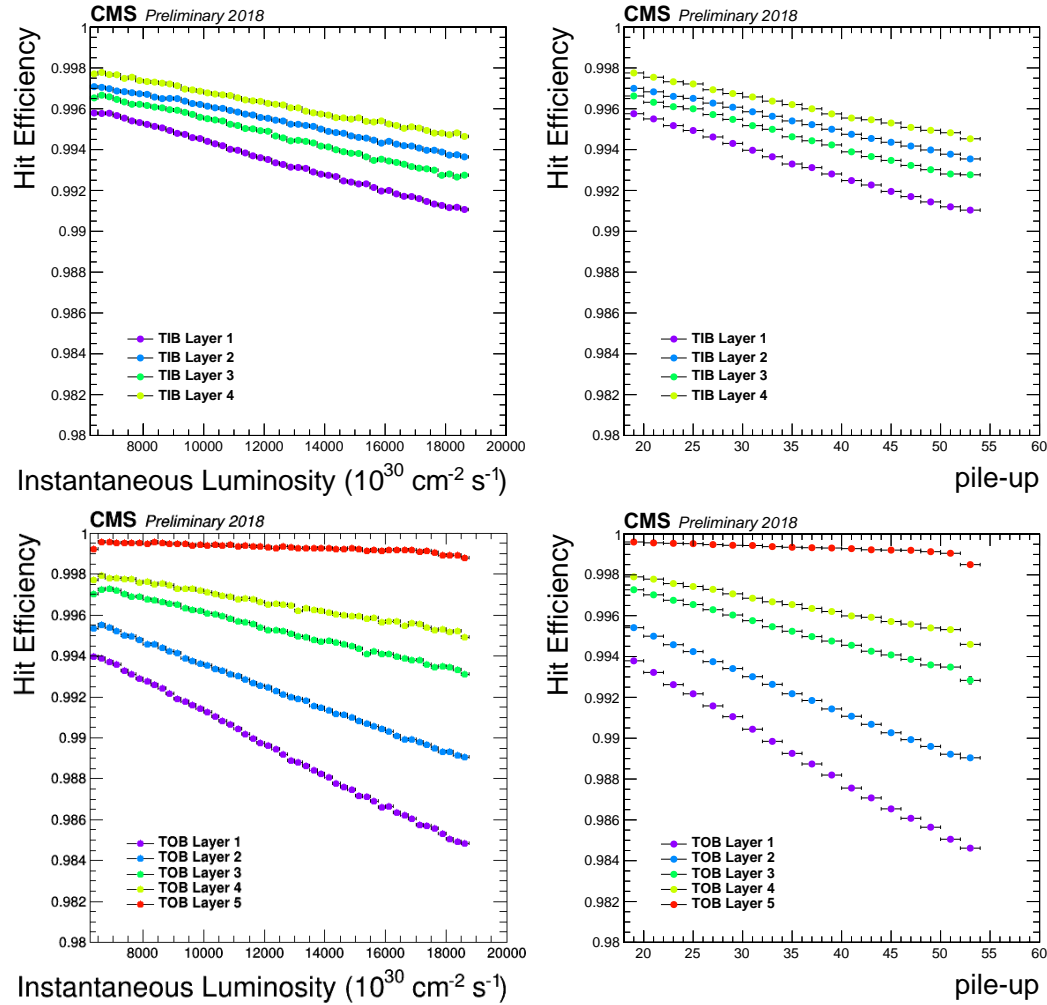 CMS Preliminary 2018
Hit Efficiency
1
0.998
0.996
0.994
0.992
0.99
0.988
0.986
0.984
0.982
0.98
TIB Layer 1
TIB Layer 2
TIB Layer 3
TIB Layer 4
8000 10000 12000 14000 16000 18000 20000
Instantaneous Luminosity (10^30 cm^-2 s^-1)
CMS Preliminary 2018
Hit Efficiency
1
0.998
0.996
0.994
0.992
0.99
0.988
0.986
0.984
0.982
0.98
TIB Layer 1
TIB Layer 2
TIB Layer 3
TIB Layer 4
20 25 30 35 40 45 50 55 60
pile-up
CMS Preliminary 2018
Hit Efficiency
1
0.998
0.996
0.994
0.992
0.99
0.988
0.986
0.984
0.982
0.98
TOB Layer 1
TOB Layer 2
TOB Layer 3
TOB Layer 4
TOB Layer 5
8000 10000 12000 14000 16000 18000 20000
Instantaneous Luminosity (10^30 cm^-2 s^-1)
CMS Preliminary 2018
Hit Efficiency
1
0.998
0.996
0.994
0.992
0.99
0.988
0.986
0.984
0.982
0.98
TOB Layer 1
TOB Layer 2
TOB Layer 3
TOB Layer 4
TOB Layer 5
20 25 30 35 40 45 50 55 60
pile-up